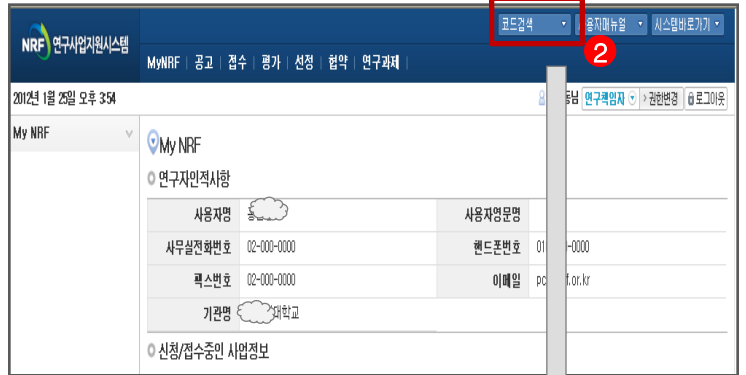 코드검색 사용자매뉴얼 시스템바로가기
NRF 연구사업지원시스템
2
MyNRF | 공고 | 접수 | 평가 | 선정 | 협약 | 연구과제
2012년 1월 25일 오후 3:54 님 연구책임자 > 권한변경 로그아웃
My NRF
My NRF
연구자인적사항
사용자명 사용자영문명
사무실전화번호 02-000-0000 핸드폰번호 01 -0000
팩스번호 02-000-0000 이메일 pc f.or.kr
기관명 대학교
신청/접수중인 사업정보